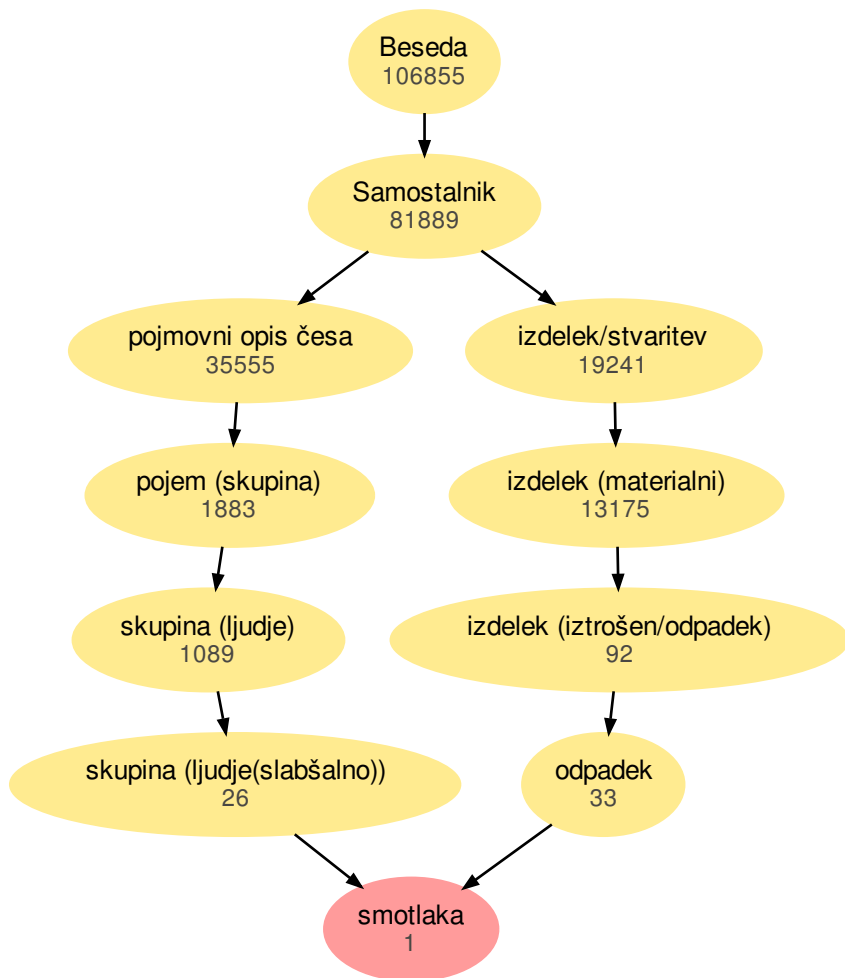 Beseda
106855
Samostalnik
81889
pojmovni opis česa
35555
izdelek/stvaritev
19241
pojem (skupina)
1883
izdelek (materialni)
13175
skupina (ljudje)
1089
izdelek (iztrošen/odpadek)
92
skupina (ljudje(slabšalno))
26
odpadek
33
smotlaka
1